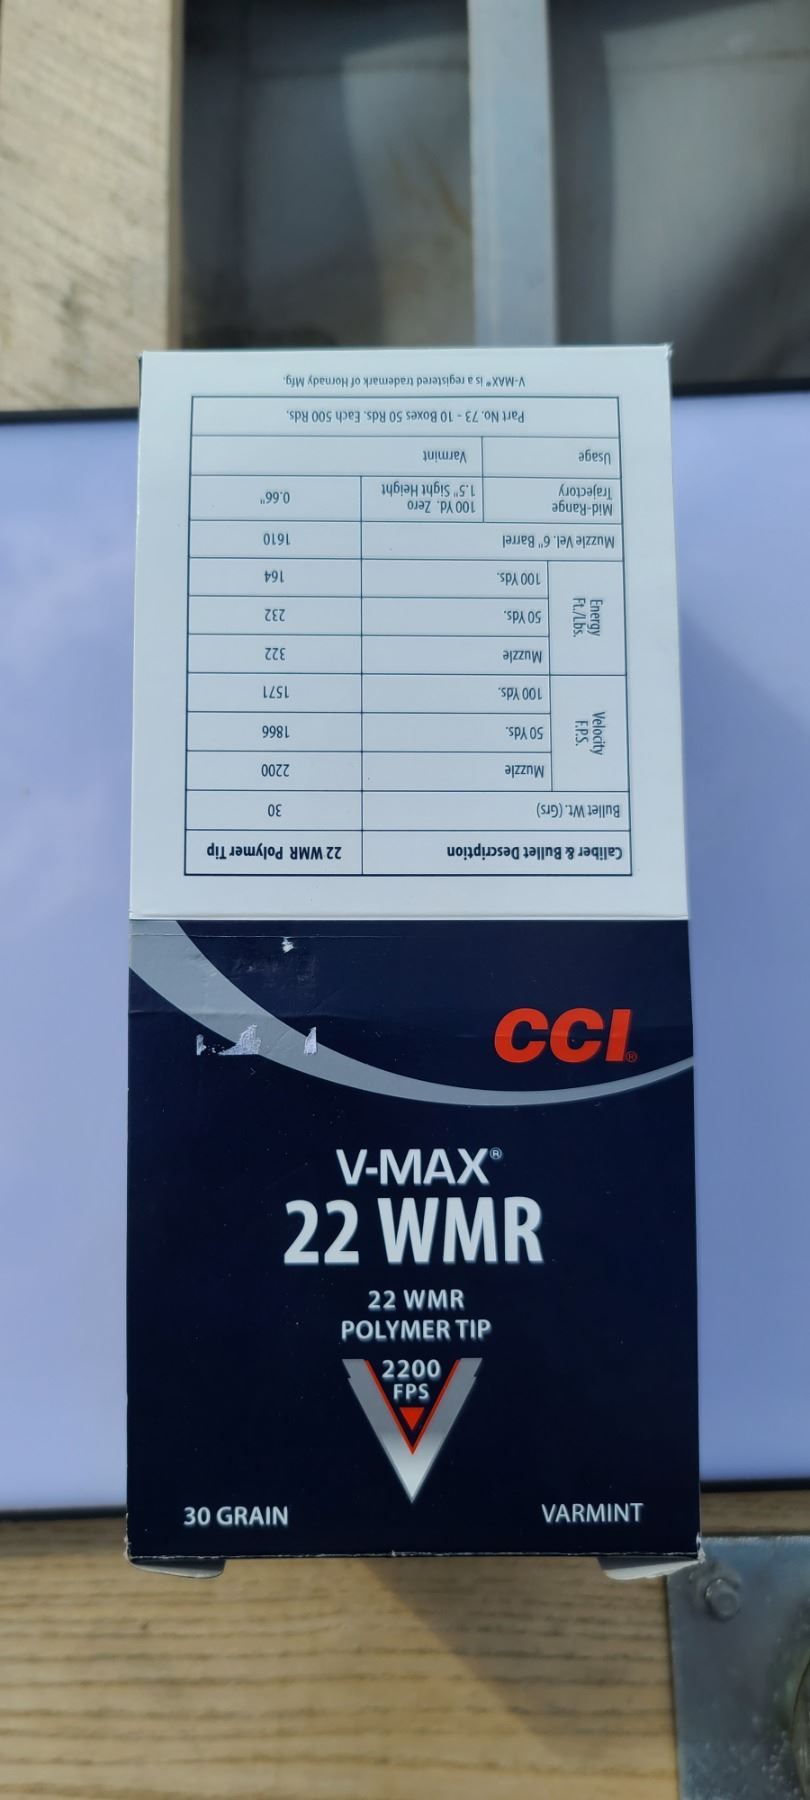 CCI®
V-MAX®
22 WMR
22 WMR
POLYMER TIP
2200
FPS
30 GRAIN
VARMINT
Caliber & Bullet Description 22 WMR Polymer Tip
Bullet Wt. (Grs) 30
Velocity
F.P.S.
Muzzle 2200
50 Yds. 1866
100 Yds. 1571
Energy
Ft./Lbs.
Muzzle 322
50 Yds. 232
100 Yds. 164
Muzzle Vel. 6" Barrel 1610
Mid-Range
Trajectory
100 Yd. Zero
1.5" Sight Height
0.66"
Usage Varmint
Part No. 73 - 10 Boxes 50 Rds. Each 500 Rds.
V-MAX® is a registered trademark of Hornady Mfg.